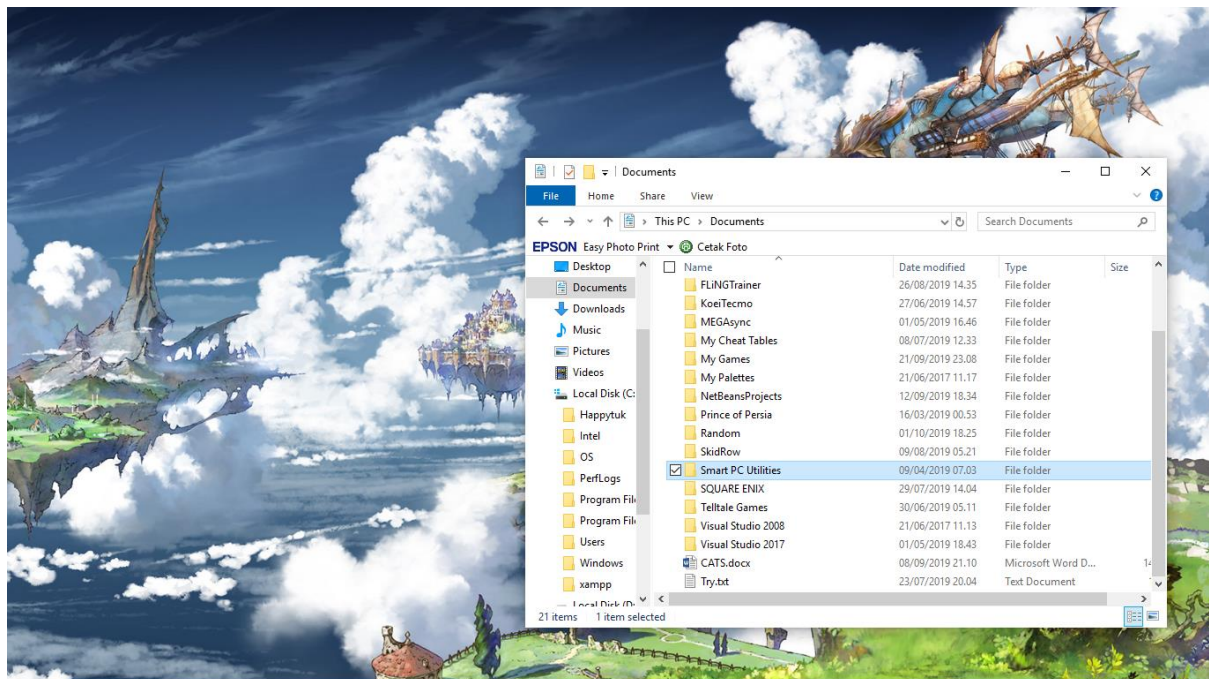 Documents
File Home Share View
This PC > Documents Search Documents
EPSON Easy Photo Print Cetak Foto
Desktop
Documents
Downloads
Music
Pictures
Videos
Local Disk (C:
Happytuk
Intel
OS
PerfLogs
Program File
Program File
Users
Windows
xampp
Local Disk (D:
Name Date modified Type Size
FLiNGTrainer 26/08/2019 14.35 File folder
KoeiTecmo 27/06/2019 14.57 File folder
MEGAsync 01/05/2019 16.46 File folder
My Cheat Tables 08/07/2019 12.33 File folder
My Games 21/09/2019 23.08 File folder
My Palettes 21/06/2017 11.17 File folder
NetBeansProjects 12/09/2019 18.34 File folder
Prince of Persia 16/03/2019 00.53 File folder
Random 01/10/2019 18.25 File folder
SkidRow 09/08/2019 05.21 File folder
Smart PC Utilities 09/04/2019 07.03 File folder
SQUARE ENIX 29/07/2019 14.04 File folder
Telltale Games 30/06/2019 05.11 File folder
Visual Studio 2008 21/06/2017 11.13 File folder
Visual Studio 2017 01/05/2019 18.43 File folder
CATS.docx 08/09/2019 21.10 Microsoft Word D... 14
Try.txt 23/07/2019 20.04 Text Document
21 items 1 item selected